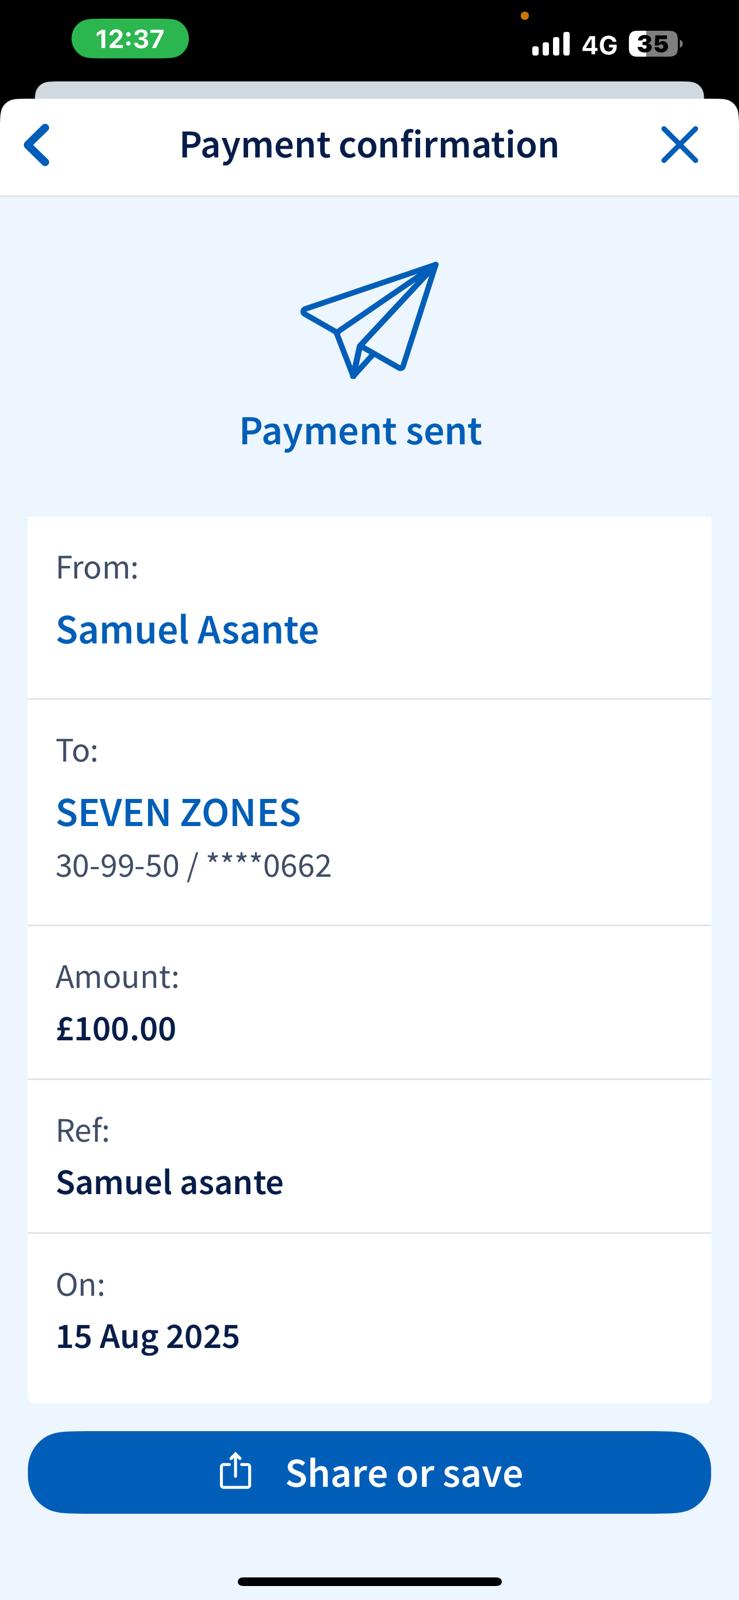 12:37
4G
35
Payment confirmation
Payment sent
From:
Samuel Asante
To:
SEVEN ZONES
30-99-50 / ****0662
Amount:
£100.00
Ref:
Samuel asante
On:
15 Aug 2025
Share or save